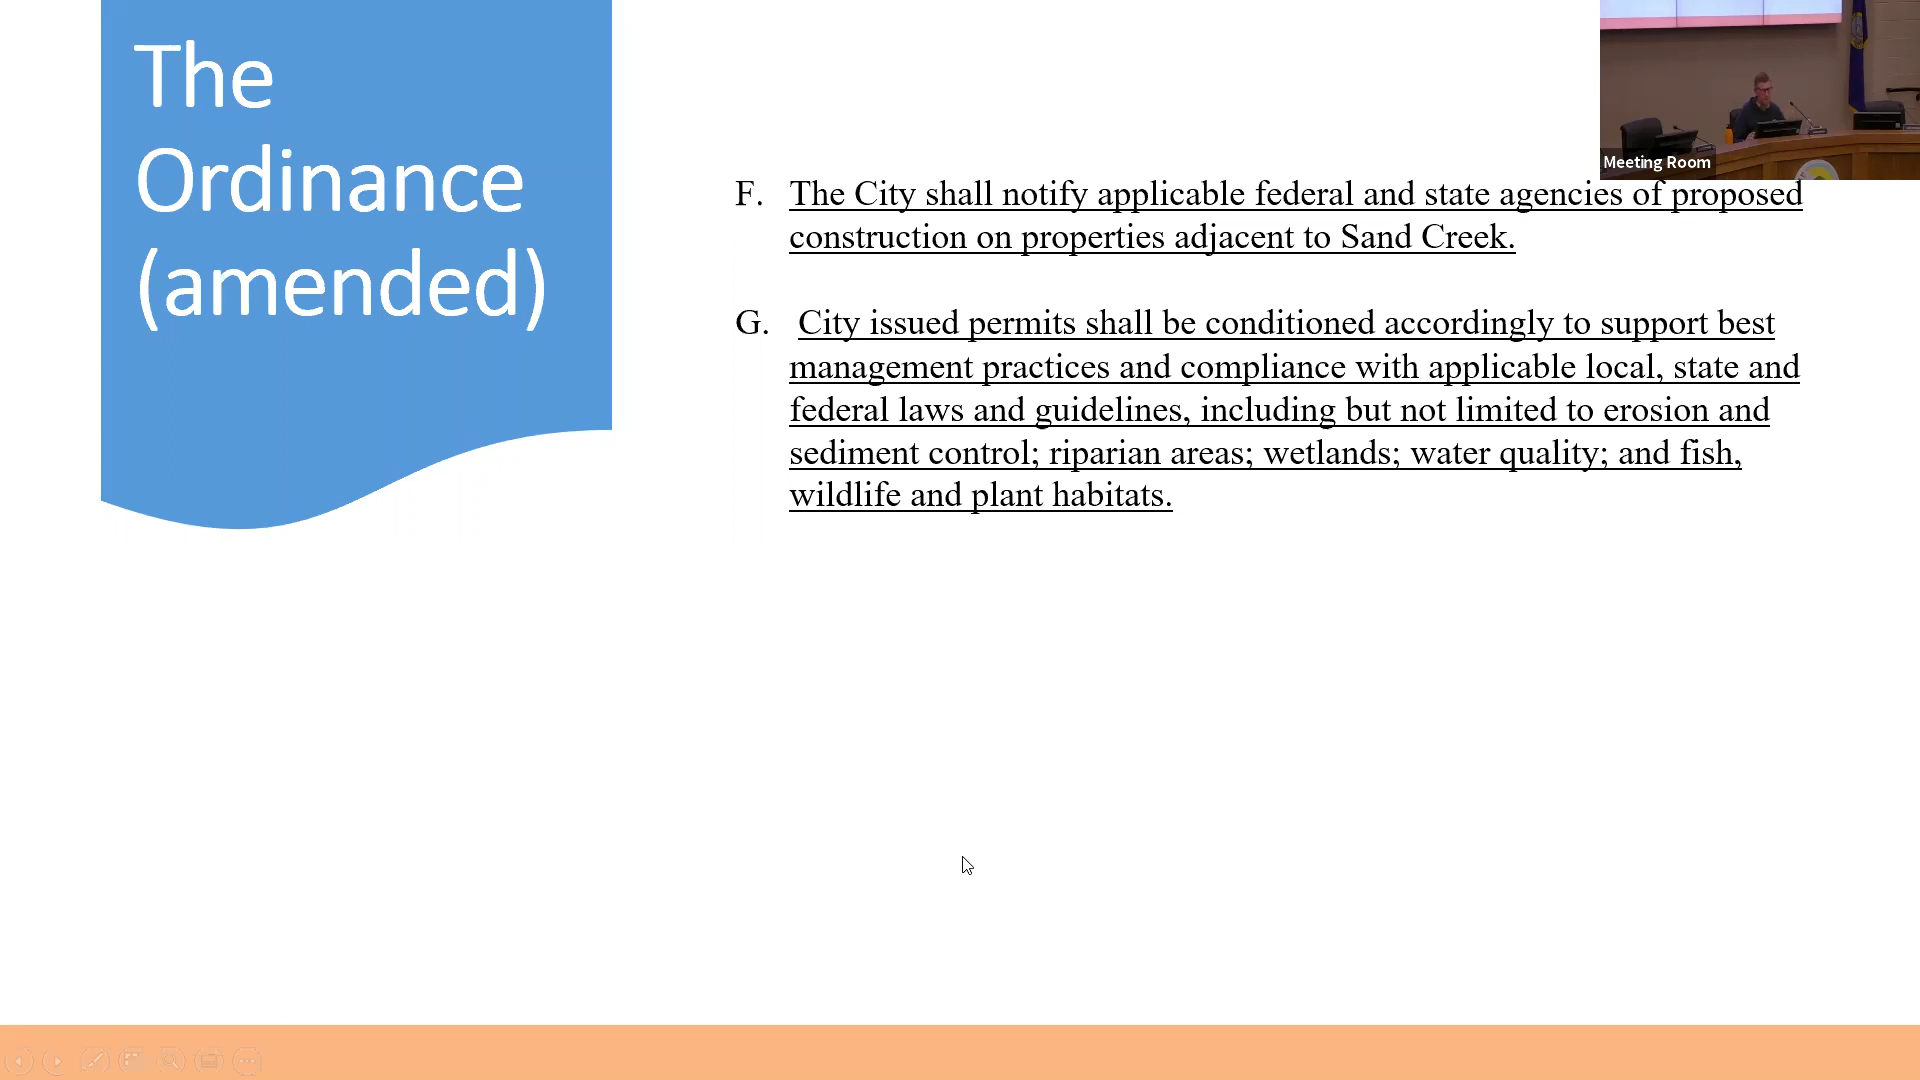 The
Ordinance
(amended)
Meeting Room
F. The City shall notify applicable federal and state agencies of proposed
construction on properties adjacent to Sand Creek.
G. City issued permits shall be conditioned accordingly to support best
management practices and compliance with applicable local, state and
federal laws and guidelines, including but not limited to erosion and
sediment control; riparian areas; wetlands; water quality; and fish,
wildlife and plant habitats.